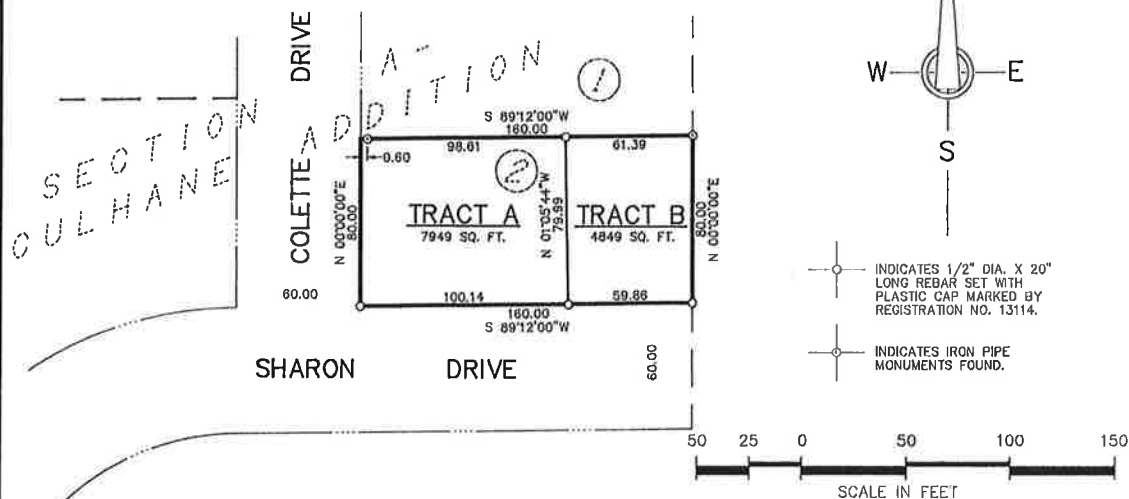 DRIVE
A-
ADDITION
1
SECTION
CULHANE
COLETTE
S 89°12'00"W
160.00
98.61
61.39
0.60
2
N 00°00'00"E
80.00
TRACT A
7949 SQ. FT.
N 01°05'44"W
79.99
TRACT B
4849 SQ. FT.
80.00
N 00°00'00"E
60.00
100.14
59.86
160.00
S 89°12'00"W
SHARON DRIVE
60.00
W E
S
INDICATES 1/2" DIA. X 20"
LONG REBAR SET WITH
PLASTIC CAP MARKED BY
REGISTRATION NO. 13114.
INDICATES IRON PIPE
MONUMENTS FOUND.
50 25 0 50 100 150
SCALE IN FEET